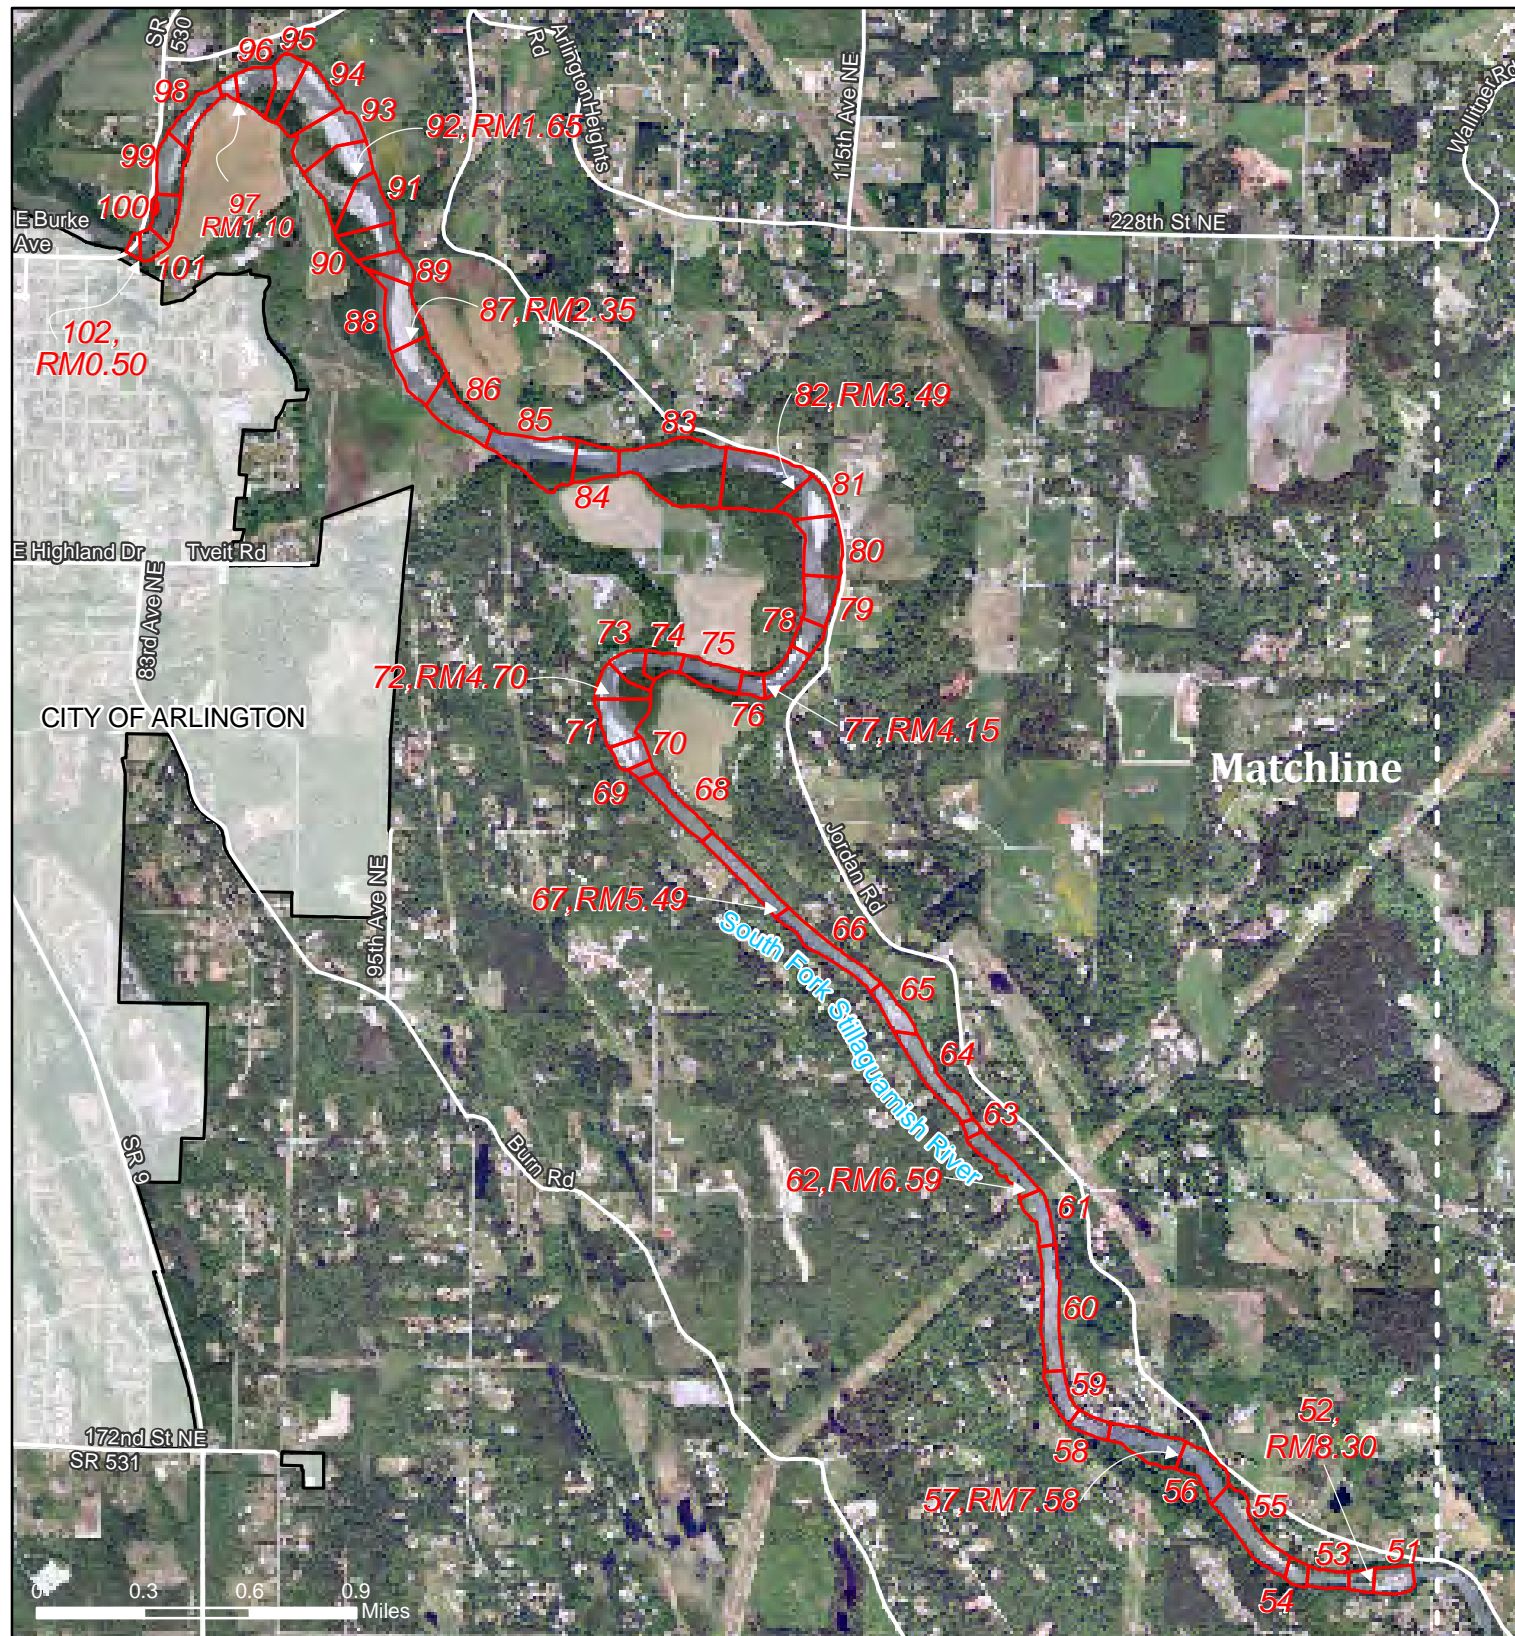 SR
530
96
95
94
98
93
92,RM1.65
Arlington Heights
Rd
115th Ave NE
Wallitner Rd
99
91
100
97,
RM1.10
E Burke
Ave
228th St NE
101
90
89
88
87,RM2.35
102,
RM0.50
86
82,RM3.49
85
83
81
84
E Highland Dr
Tveit Rd
80
83rd Ave NE
79
78
73
74
75
72,RM4.70
76
CITY OF ARLINGTON
71
70
77,RM4.15
Matchline
69
68
Jordan Rd
95th Ave NE
67,RM5.49
66
South Fork Stillaguamish River
65
64
63
SR 9
Burn Rd
62,RM6.59
61
60
59
58
52,
RM8.30
172nd St NE
SR 531
57,RM7.58
56
55
53
51
54
0
0.3
0.6
0.9
Miles